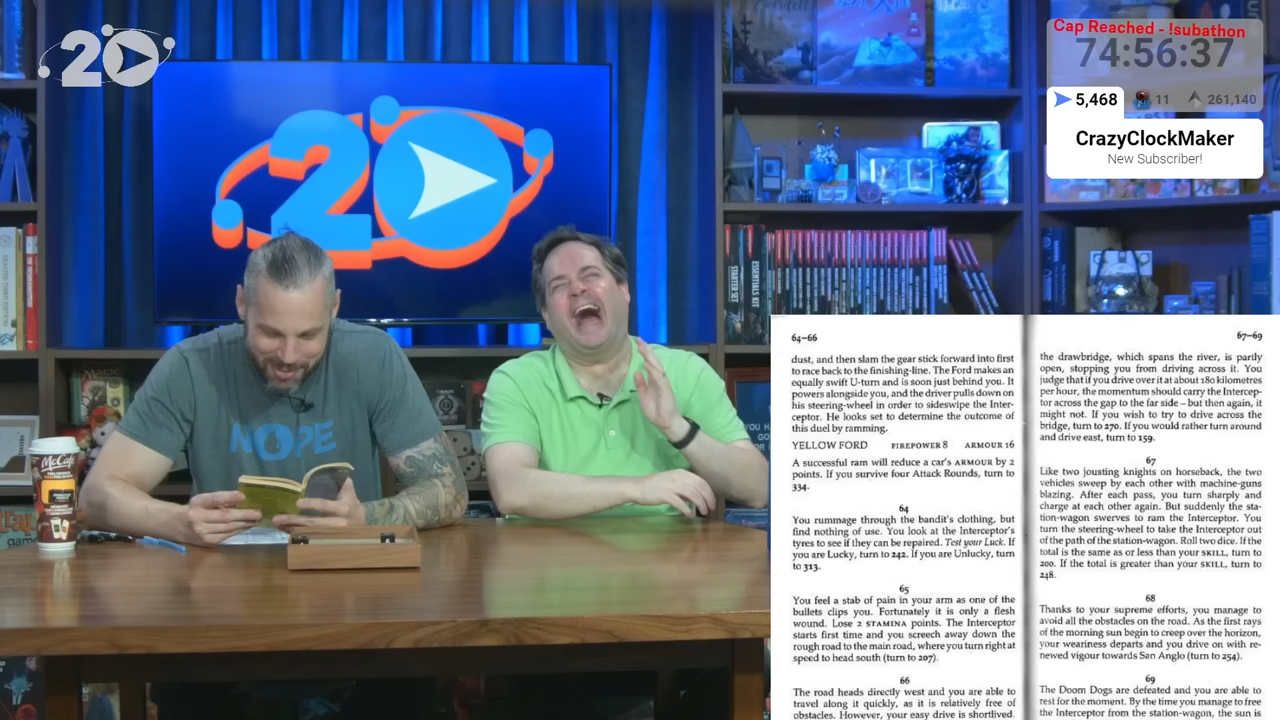 20
Cap Reached - !subathon
74:56:37
5,468
11
261,140
CrazyClockMaker
New Subscriber!
20
STARTER SET
ESSENTIALS KIT
NOPE
McCafé
MAGIC
64–66
dust, and then slam the gear stick forward into first
to race back to the finishing-line. The Ford makes an
equally swift U-turn and is soon just behind you. It
powers alongside you, and the driver pulls down on
his steering-wheel in order to sideswipe the Inter-
ceptor. He looks set to determine the outcome of
this duel by ramming.
YELLOW FORD FIREPOWER 8 ARMOUR 16
A successful ram will reduce a car's ARMOUR by 2
points. If you survive four Attack Rounds, turn to
334.
64
You rummage through the bandit's clothing, but
find nothing of use. You look at the Interceptor's
tyres to see if they can be repaired. Test your Luck. If
you are Lucky, turn to 242. If you are Unlucky, turn
to 313.
65
You feel a stab of pain in your arm as one of the
bullets clips you. Fortunately it is only a flesh
wound. Lose 2 STAMINA points. The Interceptor
starts first time and you screech away down the
rough road to the main road, where you turn right at
speed to head south (turn to 207).
66
The road heads directly west and you are able to
travel along it quickly, as it is relatively free of
obstacles. However, your easy drive is shortlived.
67–69
the drawbridge, which spans the river, is partly
open, stopping you from driving across it. You
judge that if you drive over it at about 180 kilometres
per hour, the momentum should carry the Intercep-
tor across the gap to the far side – but then again, it
might not. If you wish to try to drive across the
bridge, turn to 270. If you would rather turn around
and drive east, turn to 159.
67
Like two jousting knights on horseback, the two
vehicles sweep by each other with machine-guns
blazing. After each pass, you turn sharply and
charge at each other again. But suddenly the sta-
tion-wagon swerves to ram the Interceptor. You
turn the steering-wheel to take the Interceptor out
of the path of the station-wagon. Roll two dice. If the
total is the same as or less than your SKILL, turn to
200. If the total is greater than your SKILL, turn to
248.
68
Thanks to your supreme efforts, you manage to
avoid all the obstacles on the road. As the first rays
of the morning sun begin to creep over the horizon,
your weariness departs and you drive on with re-
newed vigour towards San Anglo (turn to 254).
69
The Doom Dogs are defeated and you are able to
rest for the moment. By the time you manage to free
the Interceptor from the station-wagon, the sun is